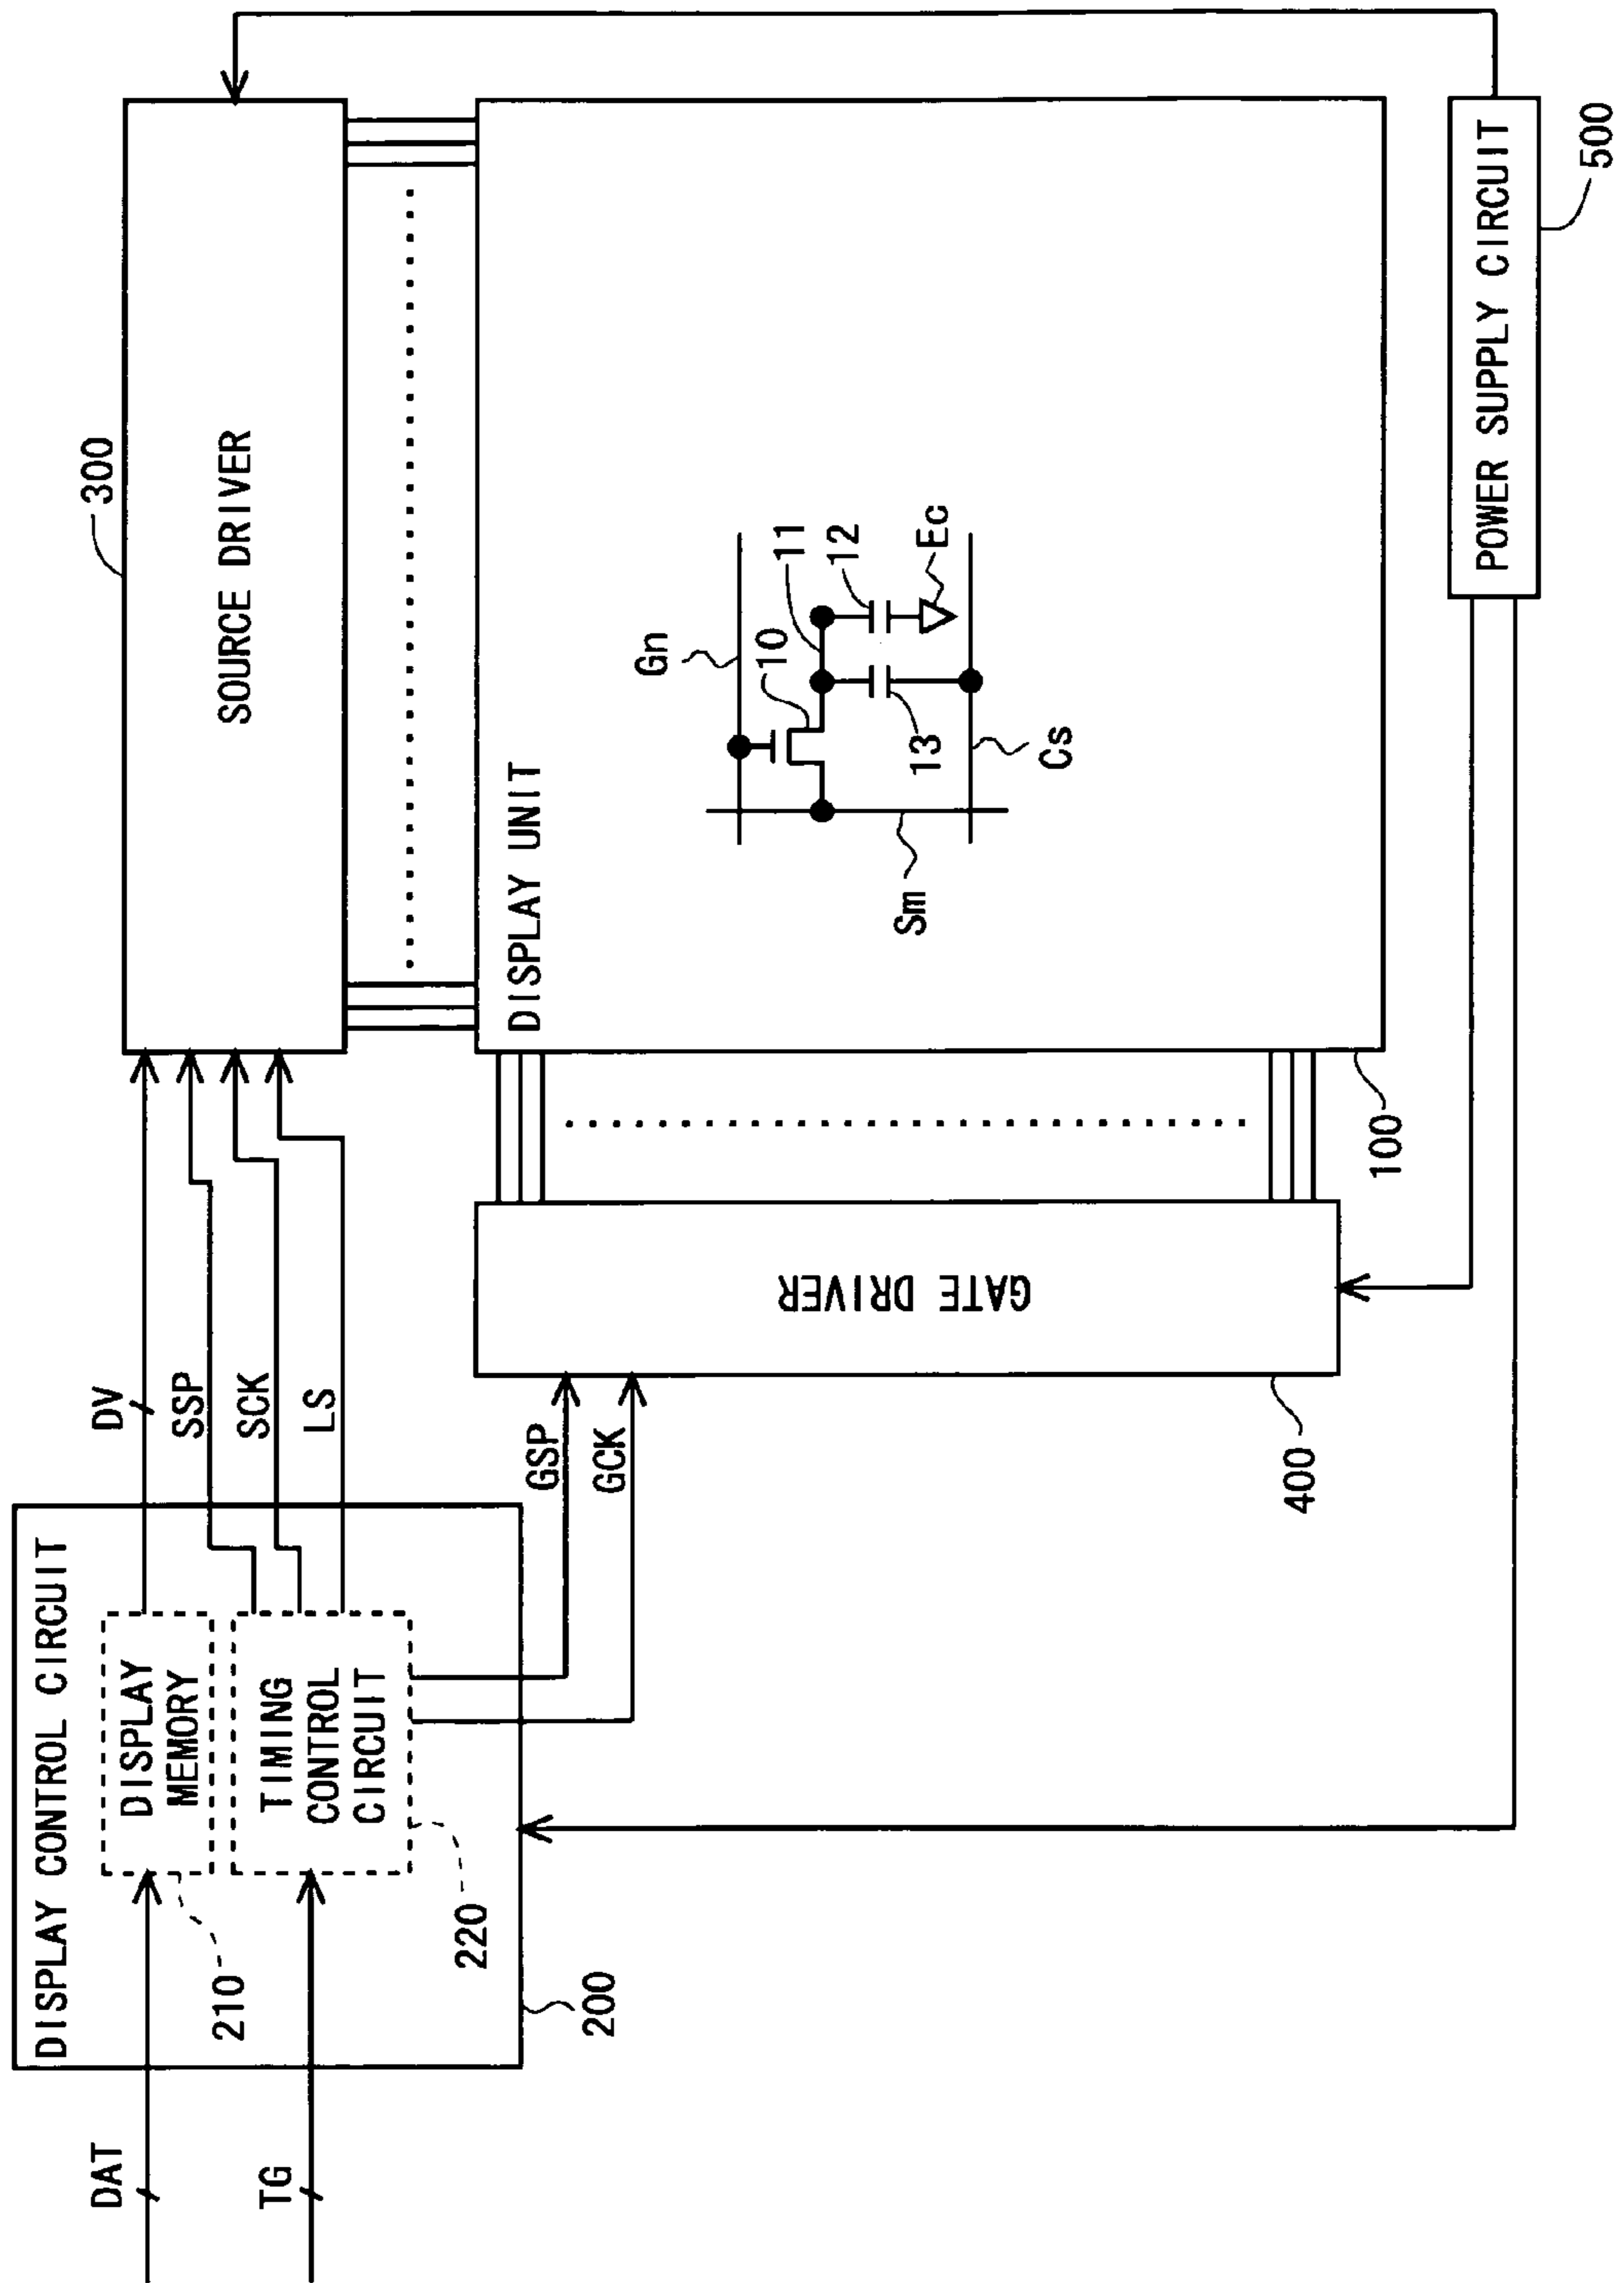 DISPLAY CONTROL CIRCUIT
DAT
DISPLAY
MEMORY
210
TG
TIMING
CONTROL
CIRCUIT
220
200
DV
SSP
SCK
LS
GSP
GCK
300
SOURCE DRIVER
GATE DRIVER
400
DISPLAY UNIT
Gn
10
11
12
13
Ec
Sm
Cs
100
POWER SUPPLY CIRCUIT
500